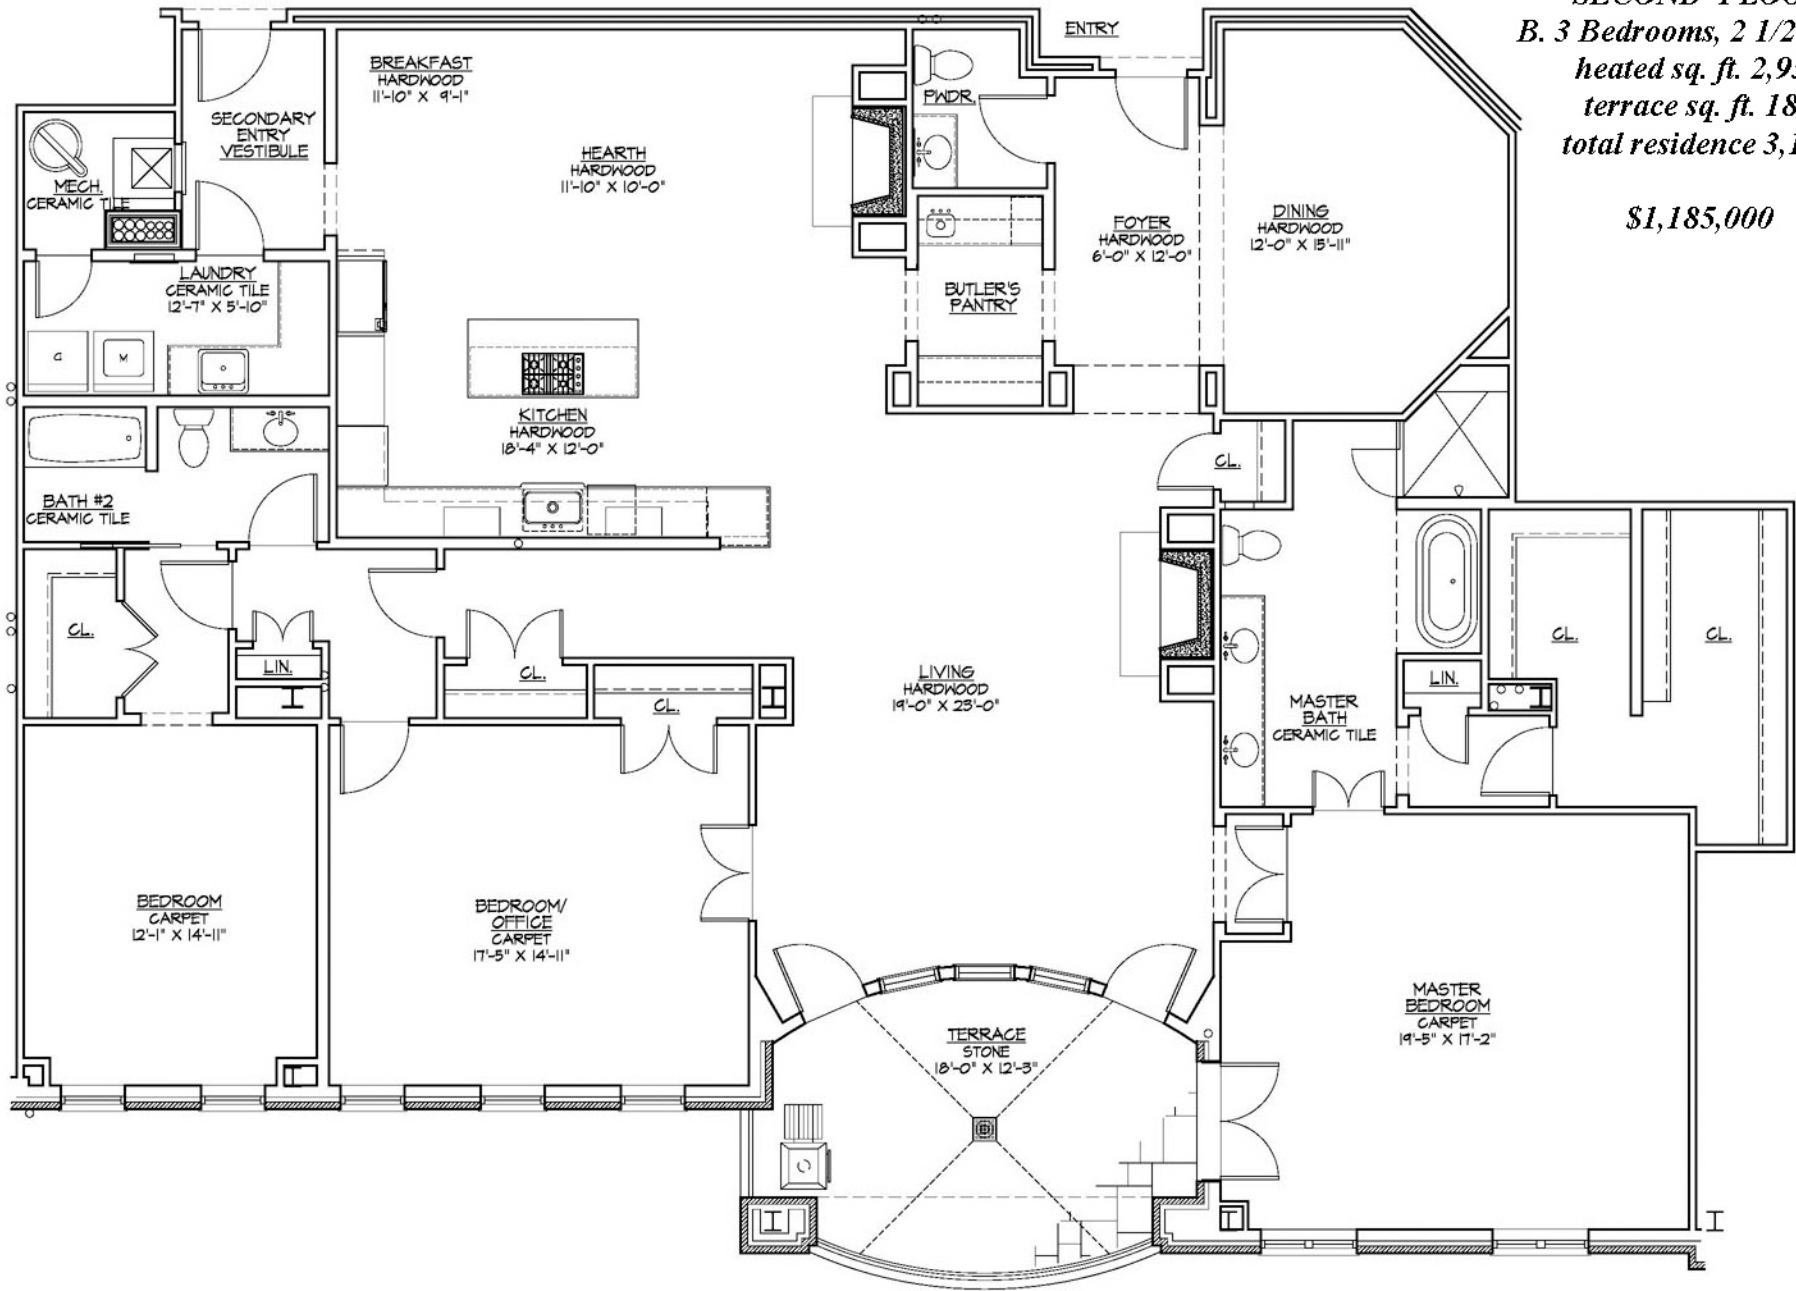 SECOND FLOO
B. 3 Bedrooms, 2 1/2
heated sq. ft. 2,9
terrace sq. ft. 18
total residence 3,1
$1,185,000
ENTRY
BREAKFAST
HARDWOOD
11'-10" X 9'-1"
SECONDARY
ENTRY
VESTIBULE
PWDR.
HEARTH
HARDWOOD
11'-10" X 10'-0"
MECH.
CERAMIC TILE
FOYER
HARDWOOD
6'-0" X 12'-0"
DINING
HARDWOOD
12'-0" X 15'-11"
LAUNDRY
CERAMIC TILE
12'-7" X 5'-10"
BUTLER'S
PANTRY
G
M
KITCHEN
HARDWOOD
18'-4" X 12'-0"
CL.
BATH #2
CERAMIC TILE
CL.
LIN.
CL.
CL.
LIVING
HARDWOOD
19'-0" X 23'-0"
MASTER
BATH
CERAMIC TILE
LIN.
CL.
CL.
BEDROOM
CARPET
12'-1" X 14'-11"
BEDROOM/
OFFICE
CARPET
17'-5" X 14'-11"
MASTER
BEDROOM
CARPET
19'-5" X 17'-2"
TERRACE
STONE
18'-0" X 12'-3"